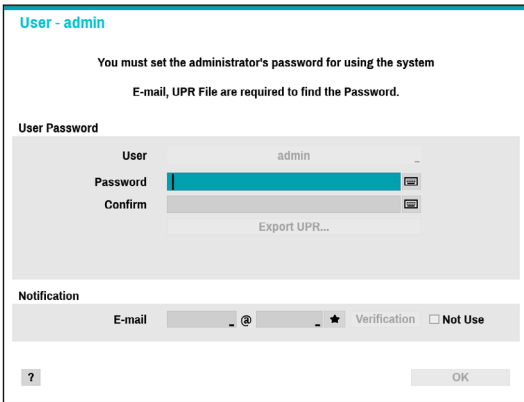 User - admin
You must set the administrator's password for using the system
E-mail, UPR File are required to find the Password.
User Password
User admin _
Password
Confirm
Export UPR...
Notification
E-mail _ @ _ ★ Verification Not Use
? OK